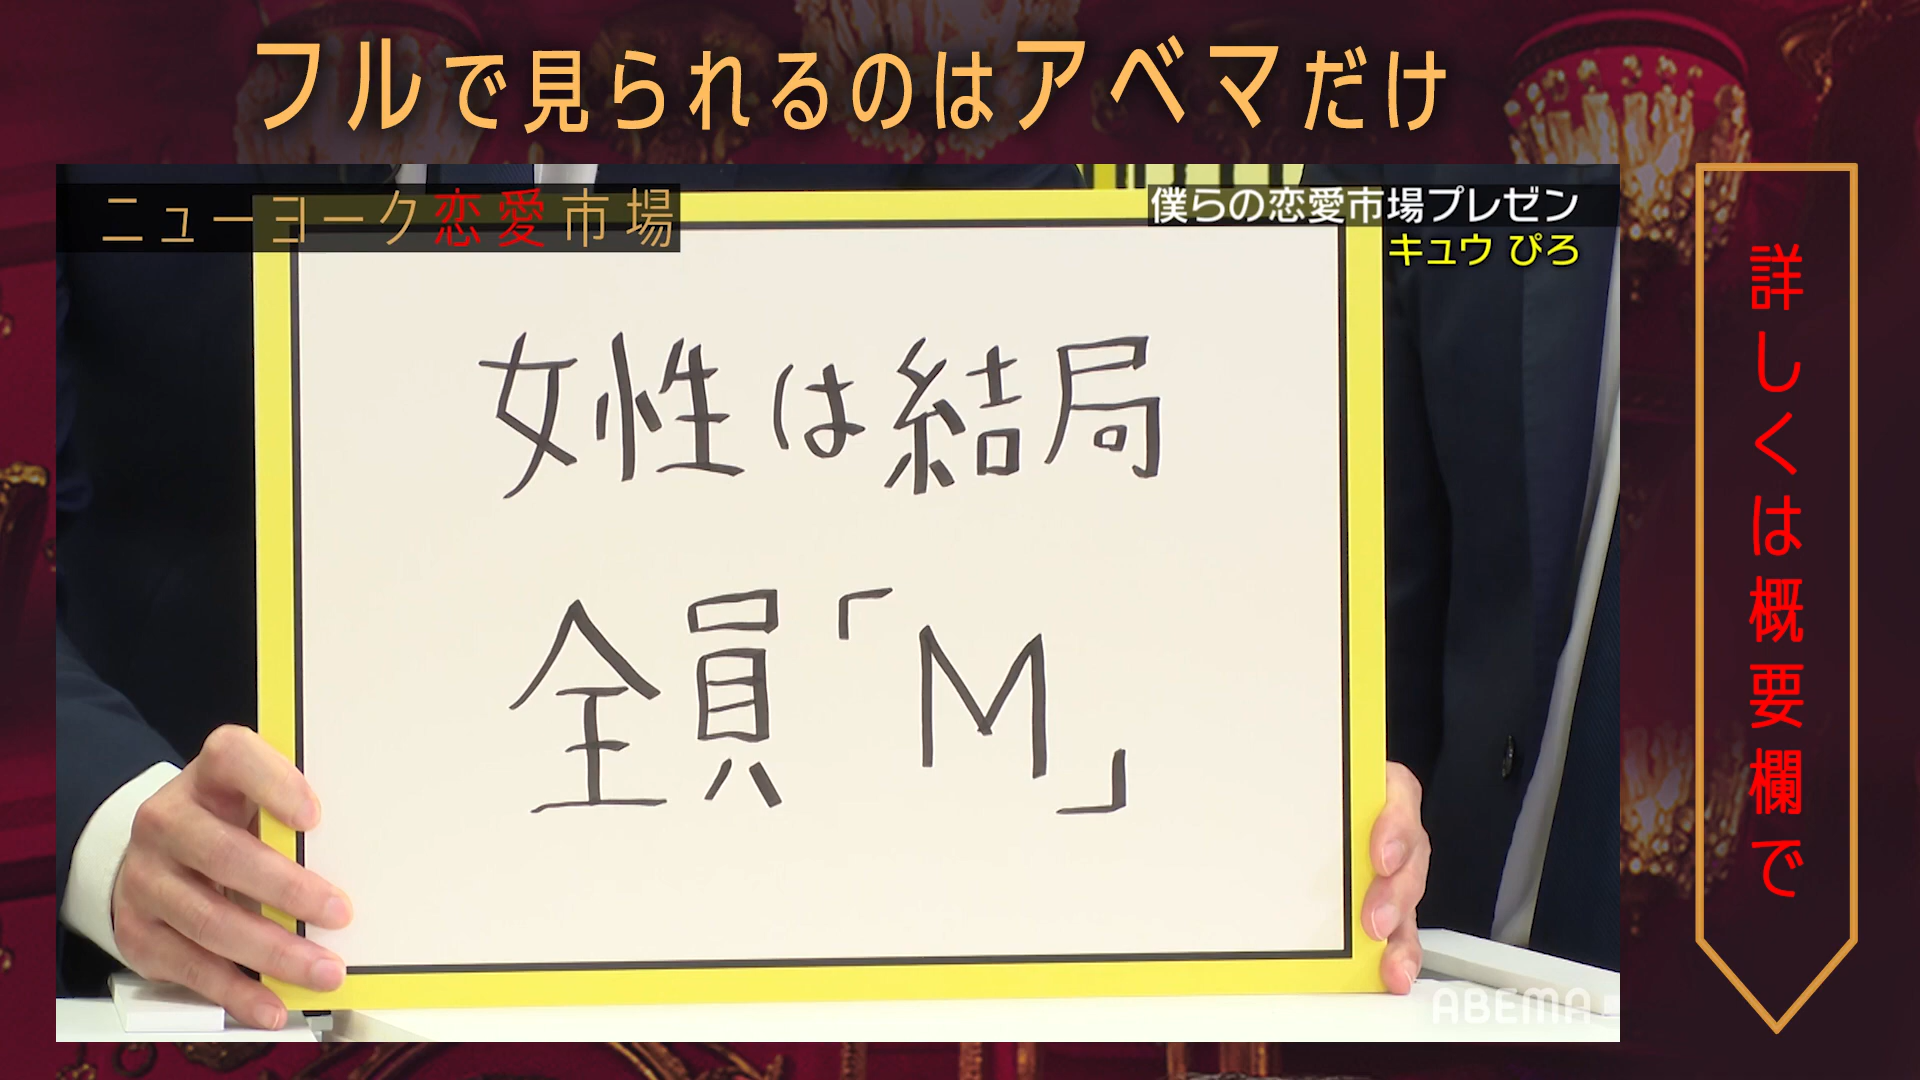 フルで見られるのはアベマだけ
ニューヨーク恋愛市場
僕らの恋愛市場プレゼン
キュウ ぴろ
女性は結局
全員「M」
詳しくは概要欄で
ABEMA